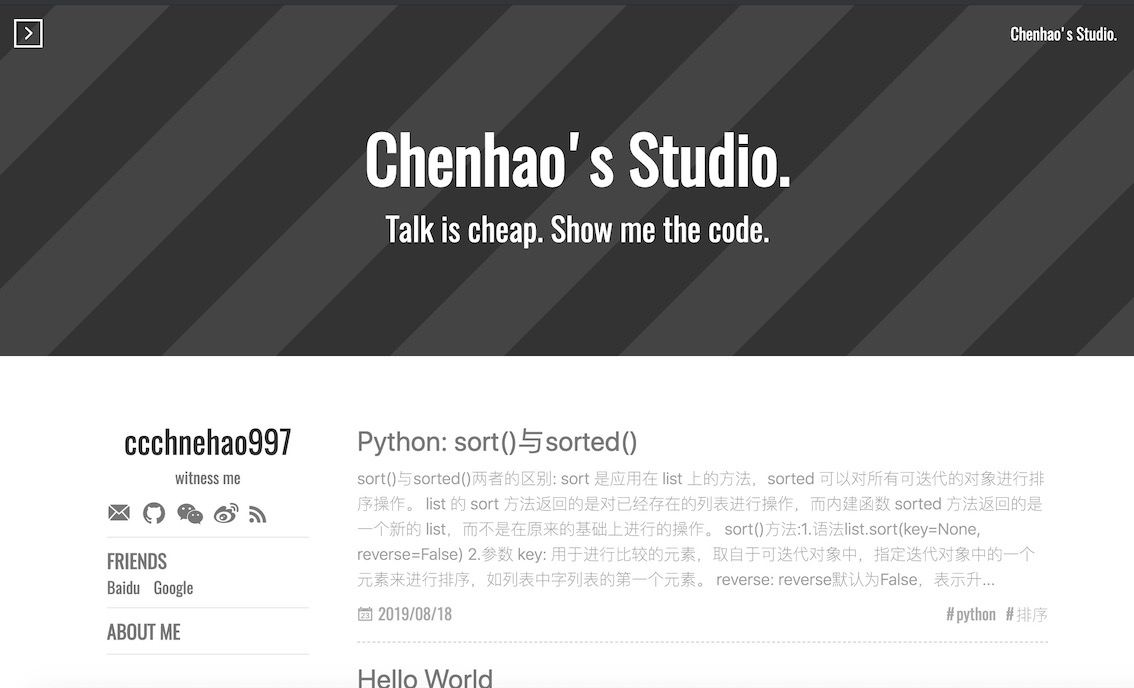 Chenhao's Studio.
Chenhao's Studio.
Talk is cheap. Show me the code.
ccchnehao997
witness me
FRIENDS
Baidu Google
ABOUT ME
Python: sort()与sorted()
sort()与sorted()两者的区别: sort 是应用在 list 上的方法，sorted 可以对所有可迭代的对象进行排
序操作。 list 的 sort 方法返回的是对已经存在的列表进行操作，而内建函数 sorted 方法返回的是
一个新的 list，而不是在原来的基础上进行的操作。 sort()方法:1.语法list.sort(key=None,
reverse=False) 2.参数 key: 用于进行比较的元素，取自于可迭代对象中，指定迭代对象中的一个
元素来进行排序，如列表中字列表的第一个元素。 reverse: reverse默认为False，表示升...
2019/08/18 #python #排序
Hello World